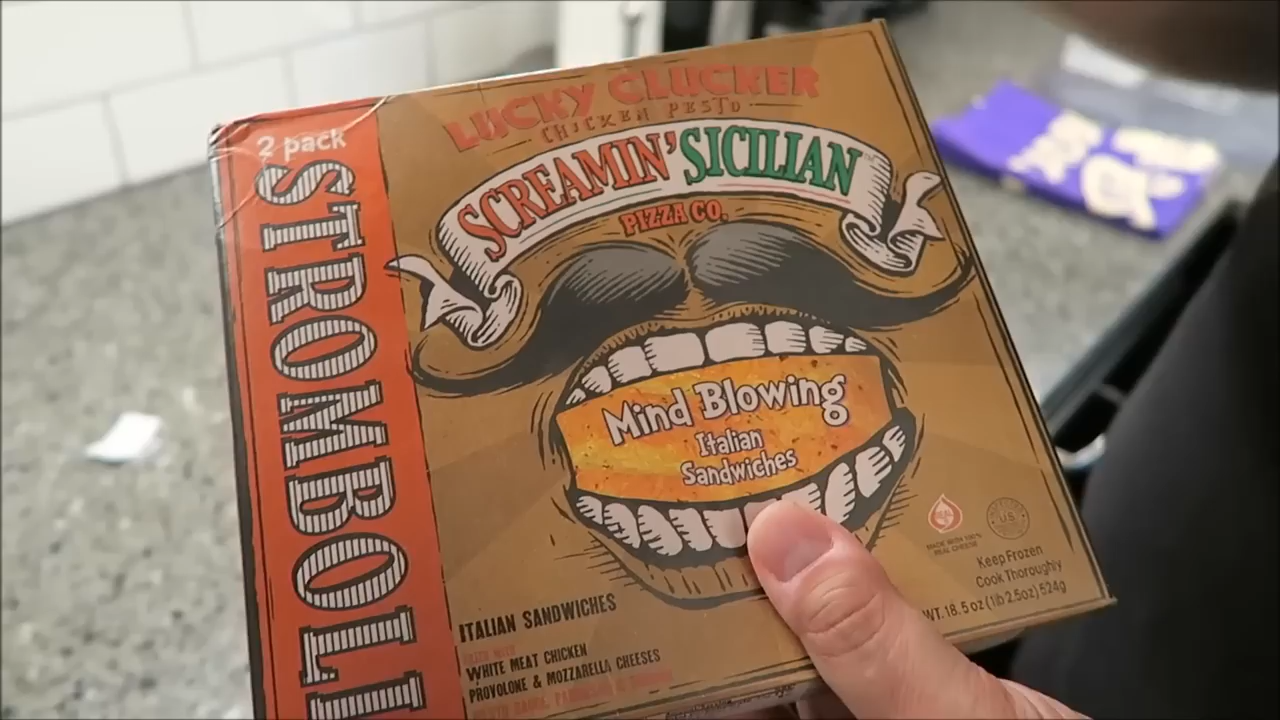 LUCKY CLUCKER
CHICKEN PESTO
SCREAMIN' SICILIAN
PIZZA CO.
2 pack
STROMBOLI
Mind Blowing
Italian
Sandwiches
MADE WITH 100%
REAL CHEESE
Keep Frozen
Cook Thoroughly
WT. 18.5 oz (1lb 2.5oz) 524g
ITALIAN SANDWICHES
FILLED WITH
WHITE MEAT CHICKEN
PROVOLONE & MOZZARELLA CHEESES